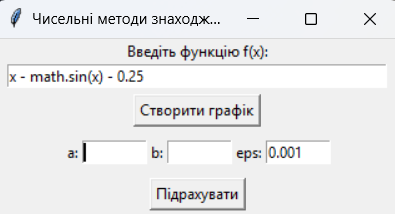 Чисельні методи знаходж...
Введіть функцію f(x):
x - math.sin(x) - 0.25
Створити графік
a: b: eps: 0.001
Підрахувати